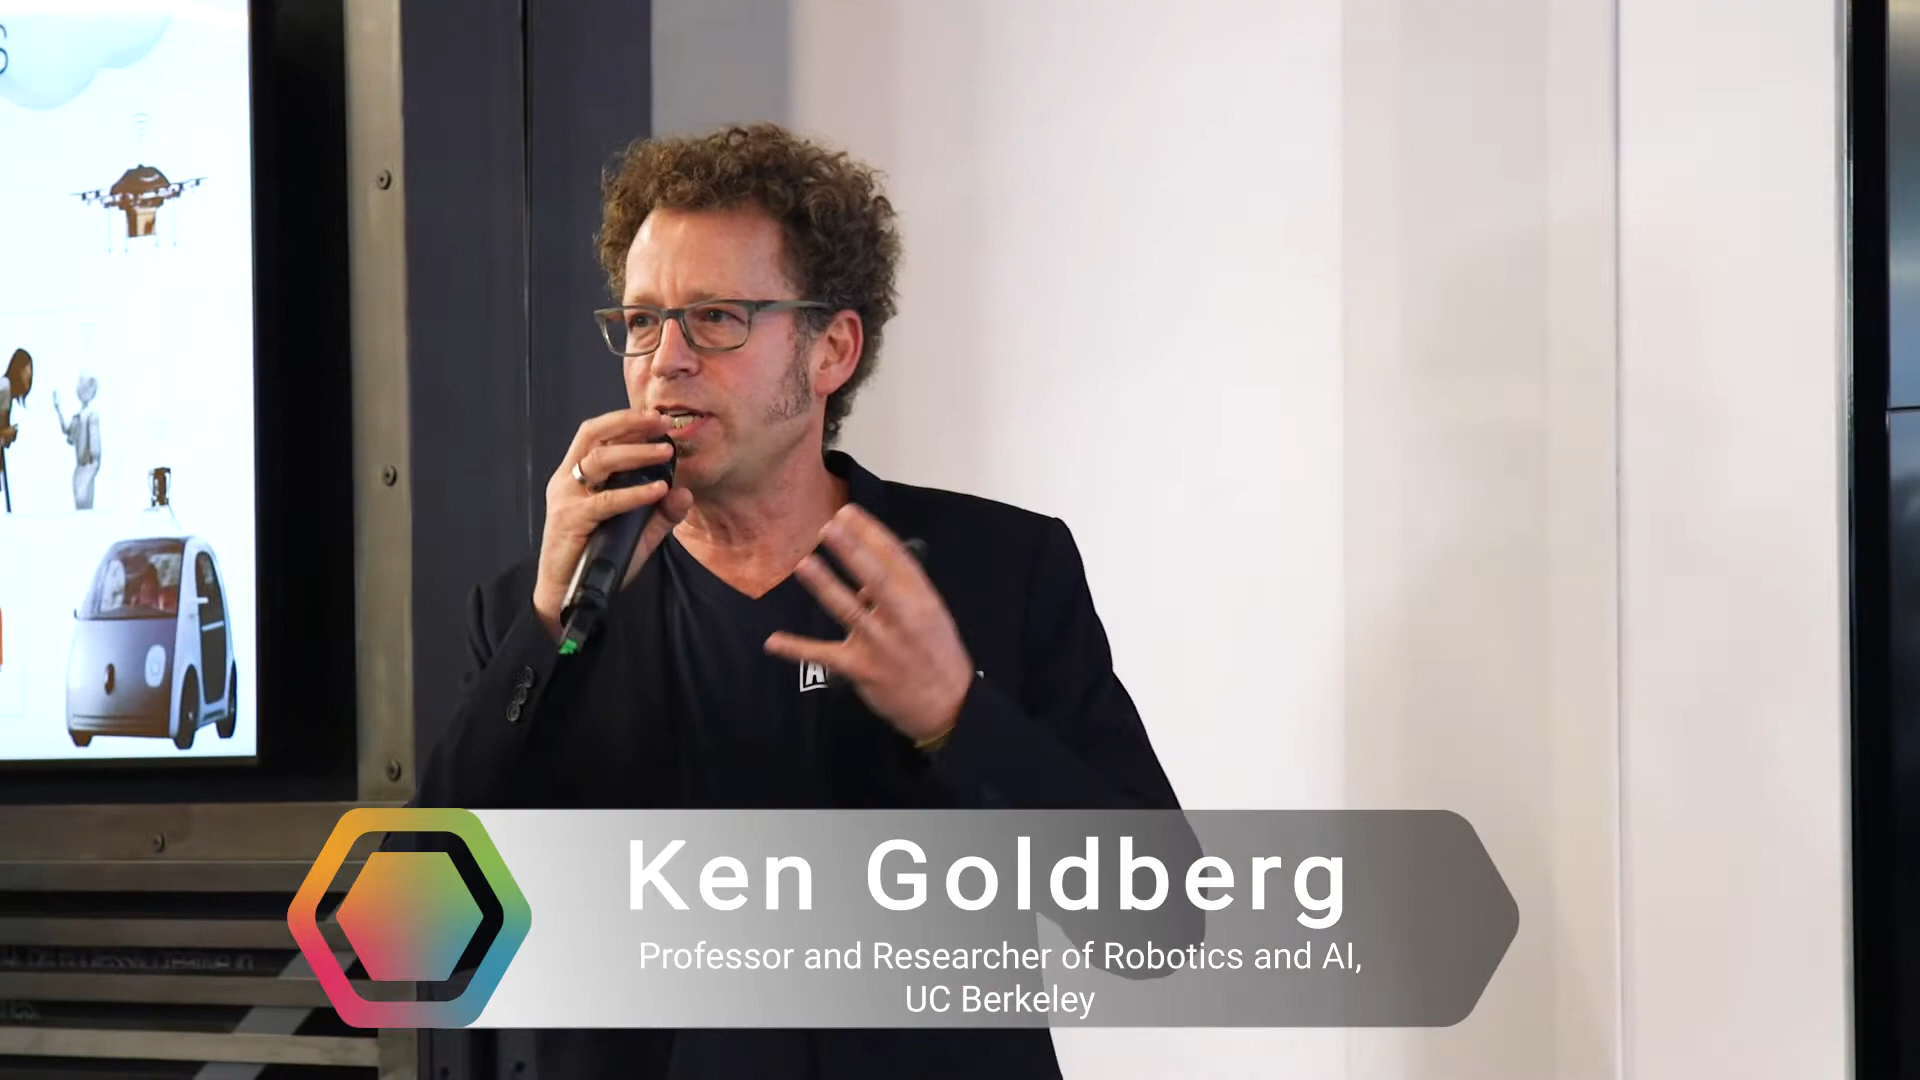 S
Ken Goldberg
Professor and Researcher of Robotics and AI,
UC Berkeley